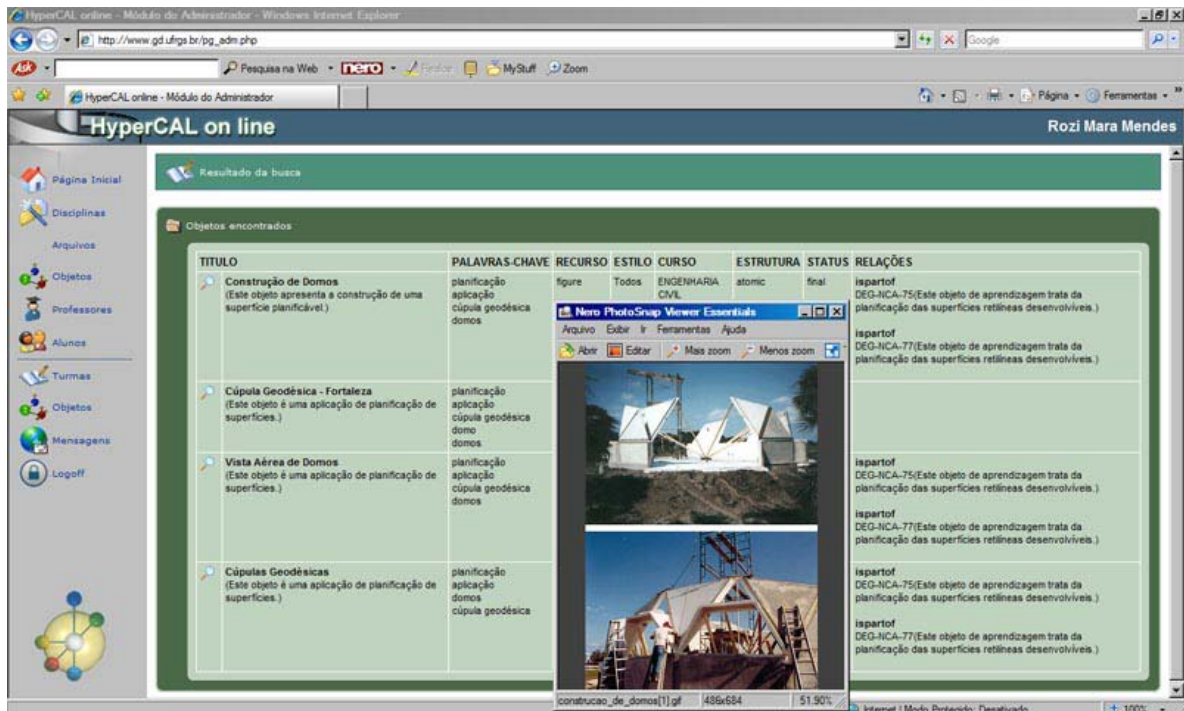 HyperCAL online - Módulo do Administrador - Windows Internet Explorer
http://www.gd.ufrgs.br/pg_adm.php
Google
Ask
Pesquisa na Web
nero
MyStuff
Zoom
HyperCAL online - Módulo do Administrador
Página
Ferramentas
HyperCAL on line
Rozi Mara Mendes
Página Inicial
Disciplinas
Arquivos
Objetos
Professores
Alunos
Turmas
Objetos
Mensagens
Logoff
Resultado da busca
Objetos encontrados
TITULO PALAVRAS-CHAVE RECURSO ESTILO CURSO ESTRUTURA STATUS RELAÇÕES
Construção de Domos
(Este objeto apresenta a construção de uma
superfície planificável.)
planificação
aplicação
cúpula geodésica
domos
figure
Todos
ENGENHARIA
CIVIL
atomic
final
ispartof
DEG-NCA-75(Este objeto de aprendizagem trata da
planificação das superfícies retilíneas desenvolvíveis.)
ispartof
DEG-NCA-77(Este objeto de aprendizagem trata da
planificação das superfícies retilíneas desenvolvíveis.)
Cúpula Geodèsica - Fortaleza
(Este objeto é uma aplicação de planificação de
superfícies.)
planificação
aplicação
cúpula geodésica
domo
domos
Vista Aérea de Domos
(Este objeto é uma aplicação de planificação de
superfícies.)
planificação
aplicação
cúpula geodésica
domos
ispartof
DEG-NCA-75(Este objeto de aprendizagem trata da
planificação das superfícies retilíneas desenvolvíveis.)
ispartof
DEG-NCA-77(Este objeto de aprendizagem trata da
planificação das superfícies retilíneas desenvolvíveis.)
Cúpulas Geodèsicas
(Este objeto é uma aplicação de planificação de
superfícies.)
planificação
aplicação
domos
cúpula geodésica
ispartof
DEG-NCA-75(Este objeto de aprendizagem trata da
planificação das superfícies retilíneas desenvolvíveis.)
ispartof
DEG-NCA-77(Este objeto de aprendizagem trata da
planificação das superfícies retilíneas desenvolvíveis.)
Nero PhotoSnap Viewer Essentials
Arquivo Exibir Ir Ferramentas Ajuda
Abrir Editar Mais zoom Menos zoom
construcao_de_domos[1].gif 486x684 51.90%
Internet | Modo Protegido: Desativado
100%